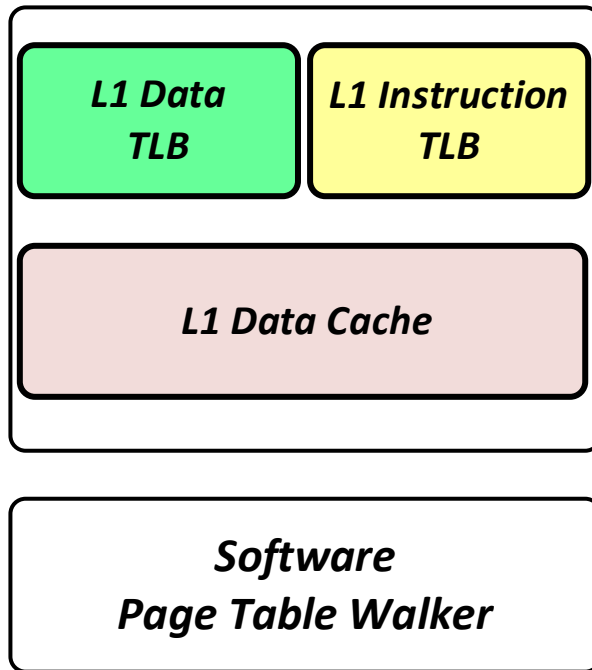 L1 Data
TLB
L1 Instruction
TLB
L1 Data Cache
Software
Page Table Walker